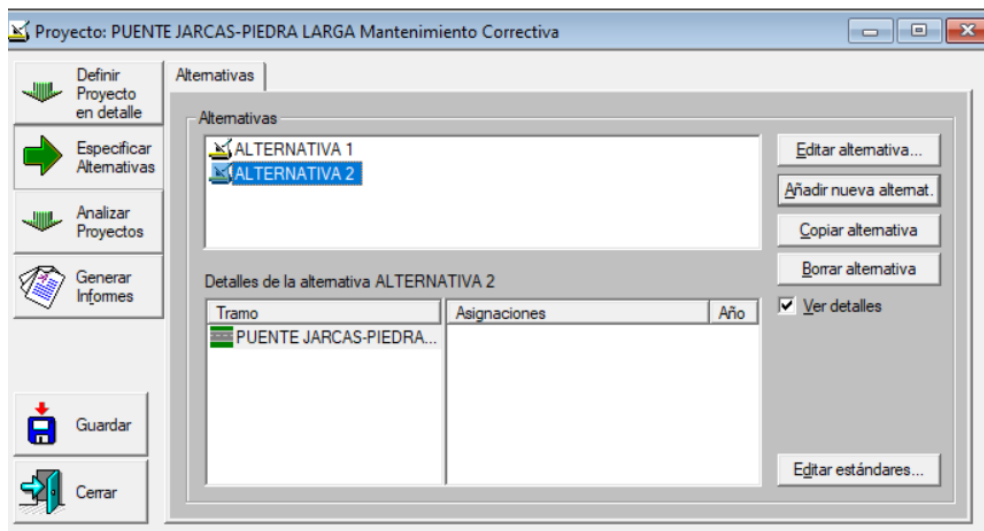 Proyecto: PUENTE JARCAS-PIEDRA LARGA Mantenimiento Correctiva
Definir
Proyecto
en detalle
Especificar
Alternativas
Analizar
Proyectos
Generar
Informes
Guardar
Cerrar
Alternativas
Alternativas
ALTERNATIVA 1
ALTERNATIVA 2
Editar alternativa...
Añadir nueva alternat.
Copiar alternativa
Borrar alternativa
Ver detalles
Detalles de la alternativa ALTERNATIVA 2
Tramo Asignaciones Año
PUENTE JARCAS-PIEDRA...
Editar estándares...